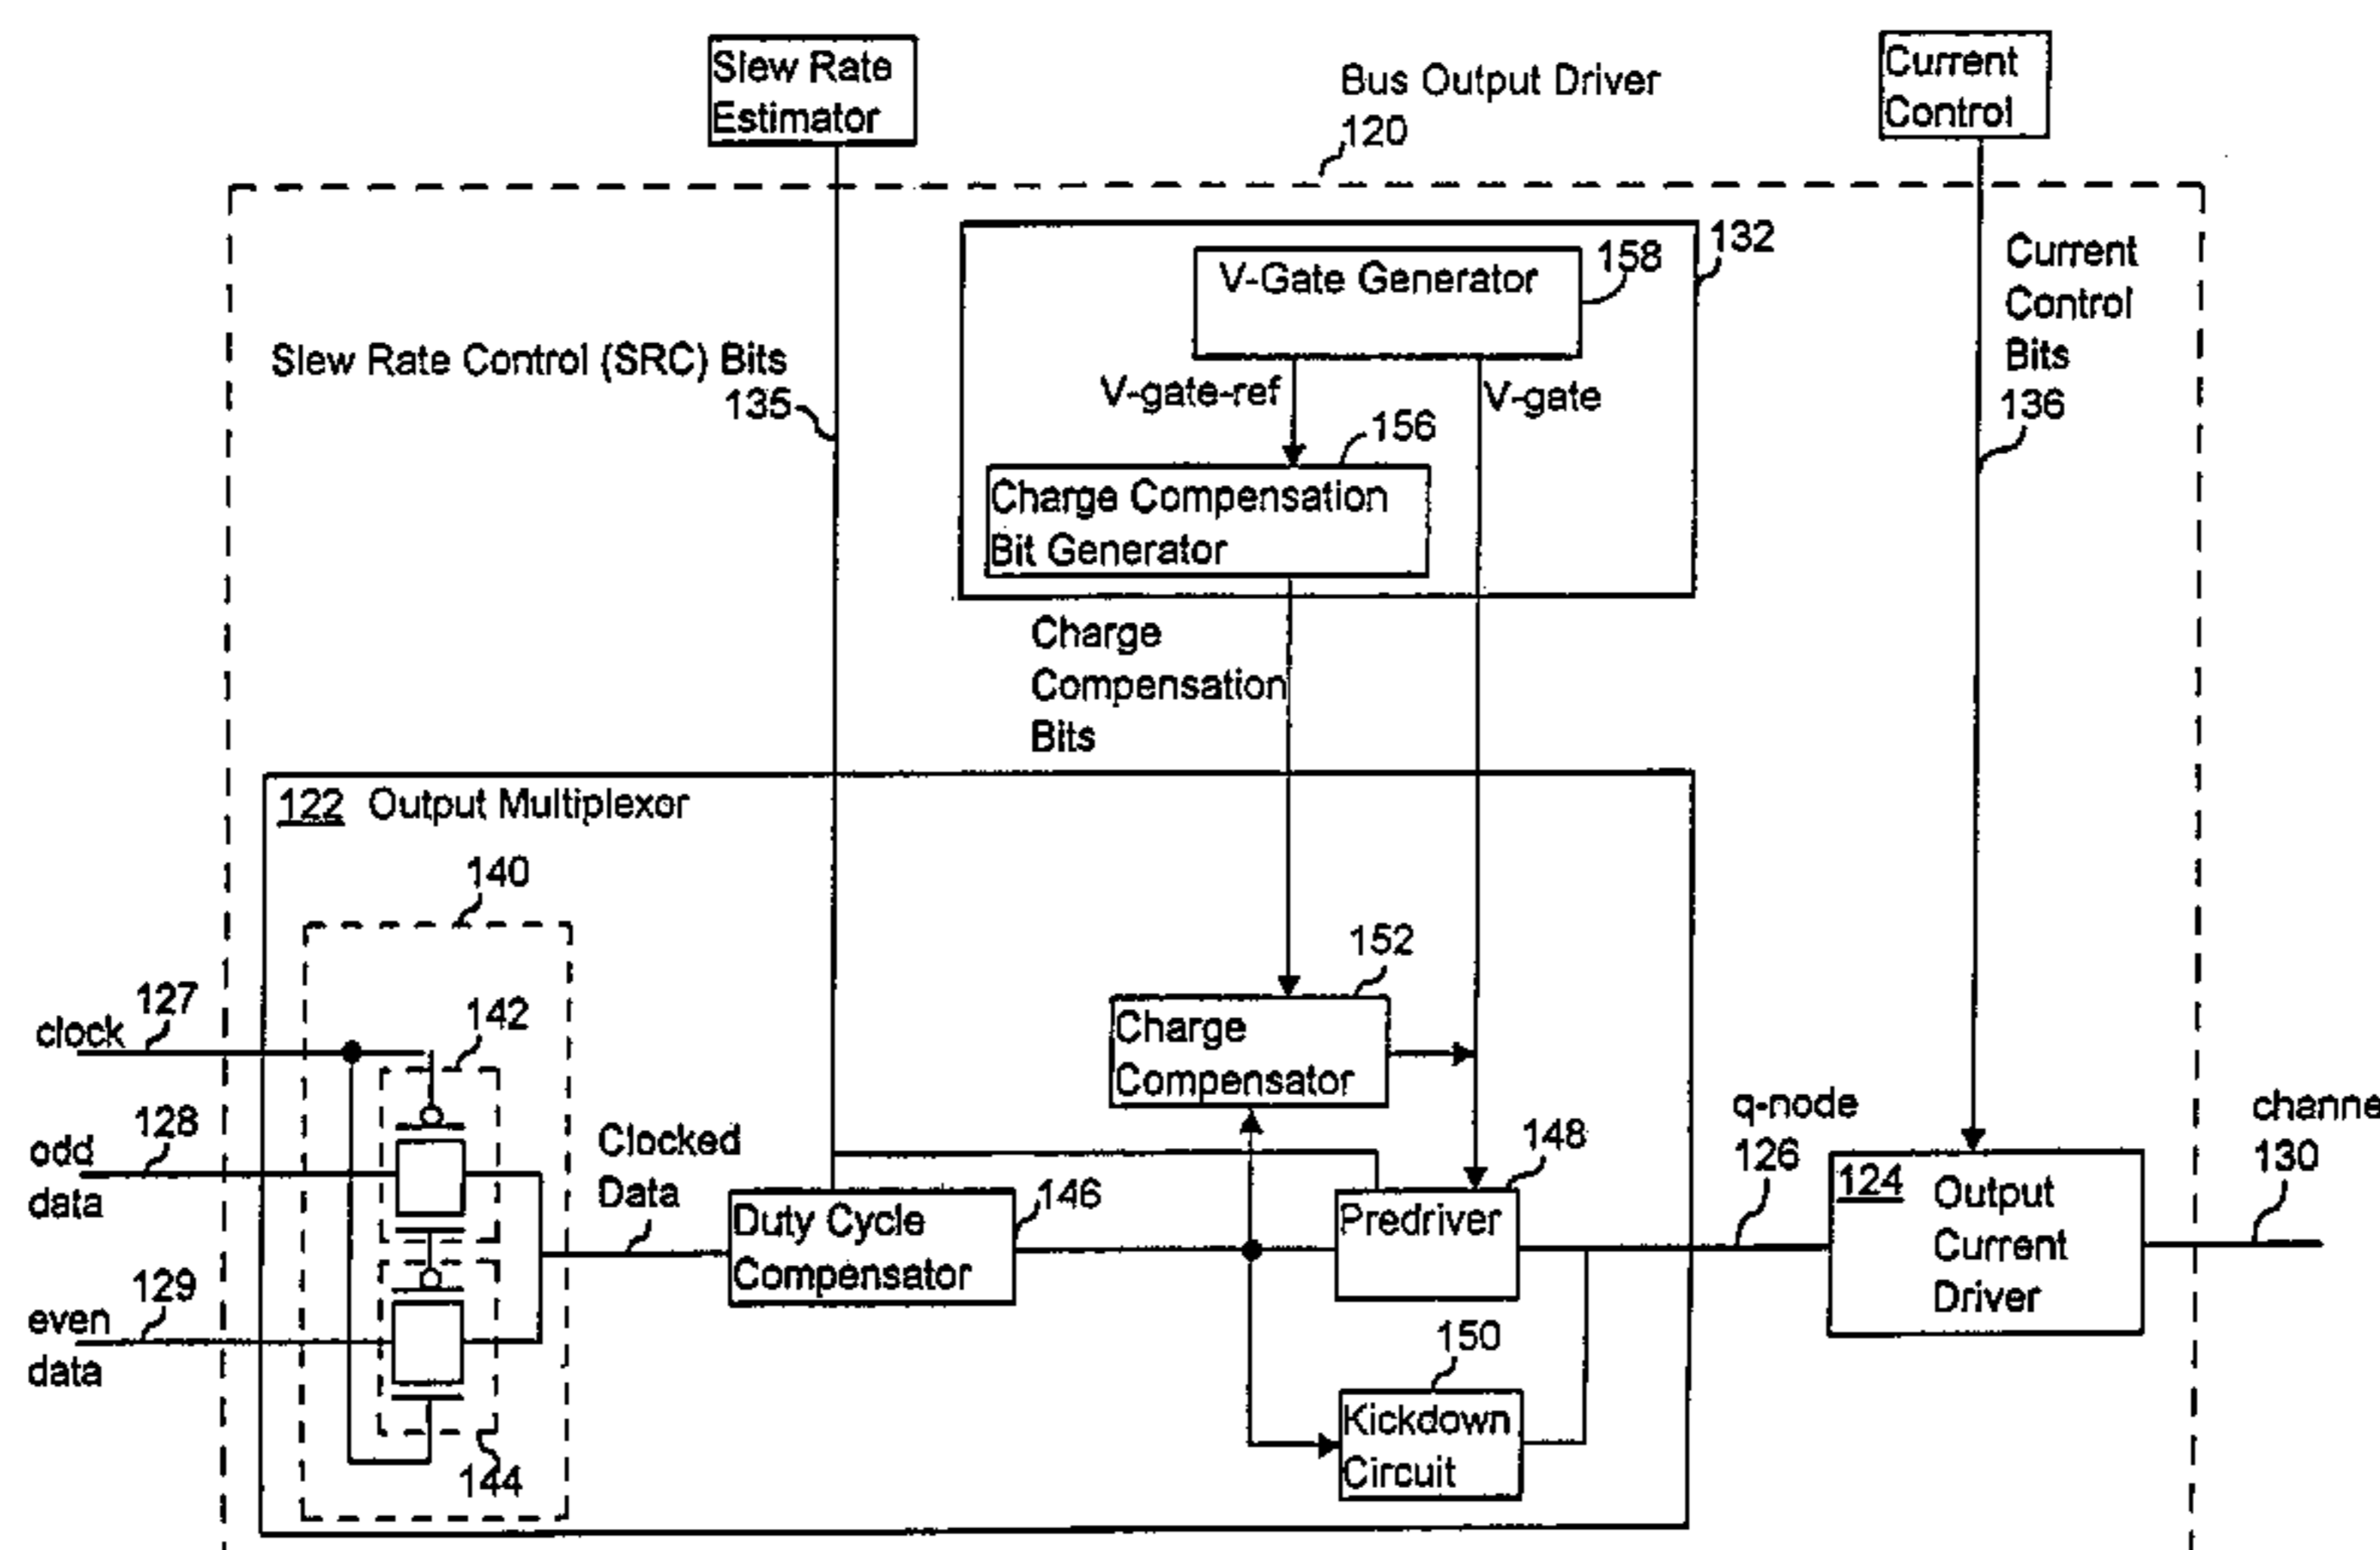 Slew Rate
Estimator
Bus Output Driver
120
Current
Control
V-Gate Generator
158
132
Current
Control
Bits
136
Slew Rate Control (SRC) Bits
135
V-gate-ref
V-gate
156
Charge Compensation
Bit Generator
Charge
Compensation
Bits
122 Output Multiplexor
140
152
clock
127
142
Charge
Compensator
odd
data
128
Clocked
Data
148
q-node
126
channe
130
Duty Cycle
Compensator
146
Predriver
124 Output
Current
Driver
even
data
129
150
Kickdown
Circuit
144